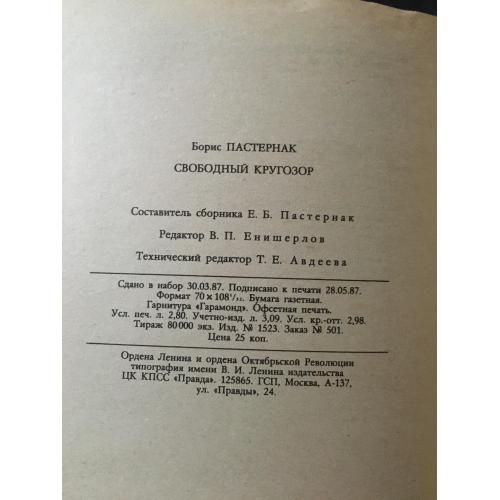 Борис ПАСТЕРНАК
СВОБОДНЫЙ КРУГОЗОР
Составитель сборника Е. Б. Пастернак
Редактор В. П. Енишерлов
Технический редактор Т. Е. Авдеева
Сдано в набор 30.03.87. Подписано к печати 28.05.87.
Формат 70×108¹/₃₂. Бумага газетная.
Гарнитура «Гарамонд». Офсетная печать.
Усл. печ. л. 2,80. Учетно-изд. л. 3,09. Усл. кр.-отт. 2,98.
Тираж 80 000 экз. Изд. № 1523. Заказ № 501.
Цена 25 коп.
Ордена Ленина и ордена Октябрьской Революции
типография имени В. И. Ленина издательства
ЦК КПСС «Правда». 125865. ГСП, Москва, А-137,
ул. «Правды», 24.